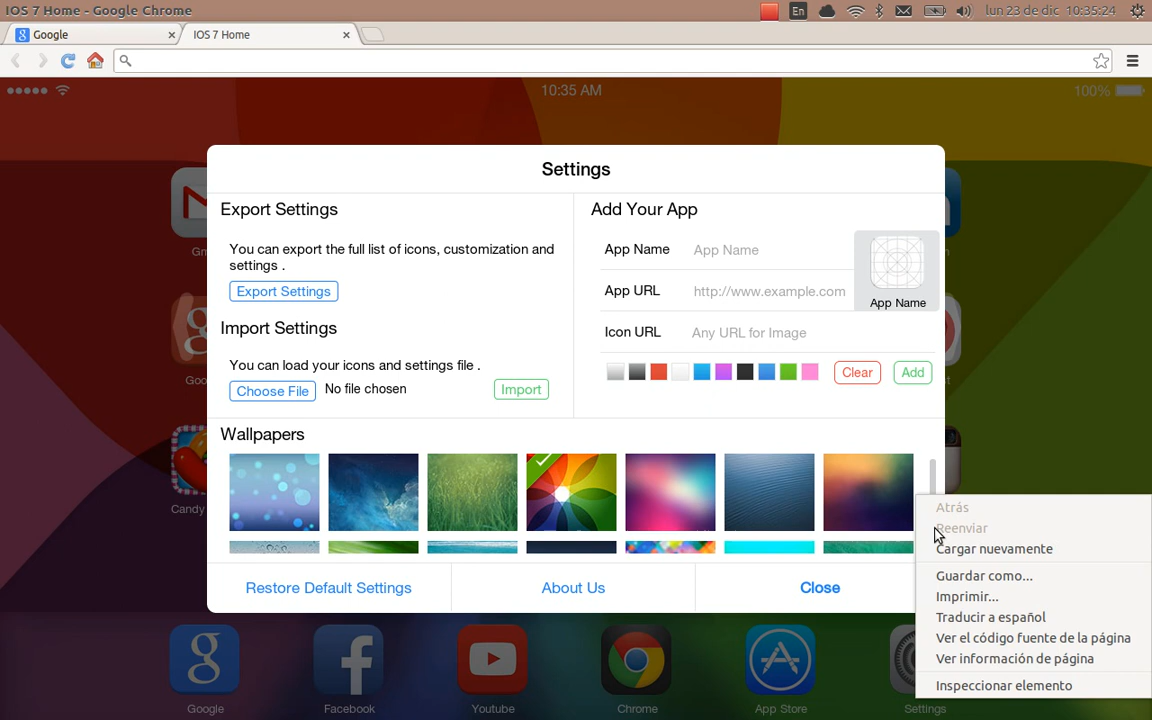 IOS 7 Home - Google Chrome
En
lun 23 de dic 10:35:24
Google
IOS 7 Home
10:35 AM
100%
Settings
Export Settings
You can export the full list of icons, customization and
settings .
Export Settings
Import Settings
You can load your icons and settings file .
Choose File No file chosen
Import
Add Your App
App Name App Name
App URL http://www.example.com
App Name
Icon URL Any URL for Image
Clear
Add
Wallpapers
Restore Default Settings
About Us
Close
Atrás
Reenviar
Cargar nuevamente
Guardar como...
Imprimir...
Traducir a español
Ver el código fuente de la página
Ver información de página
Inspeccionar elemento
Candy
Google
Facebook
Youtube
Chrome
App Store
Settings